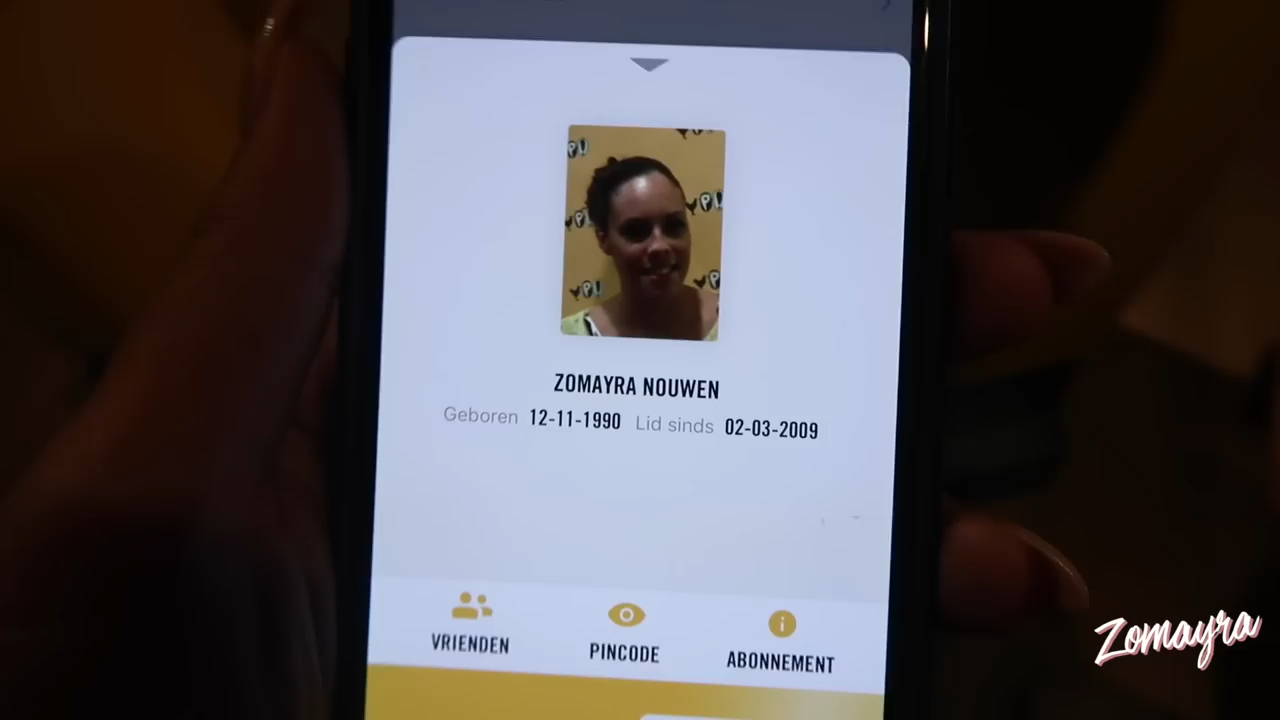 ZOMAYRA NOUWEN
Geboren 12-11-1990 Lid sinds 02-03-2009
VRIENDEN
PINCODE
ABONNEMENT
Zomayra